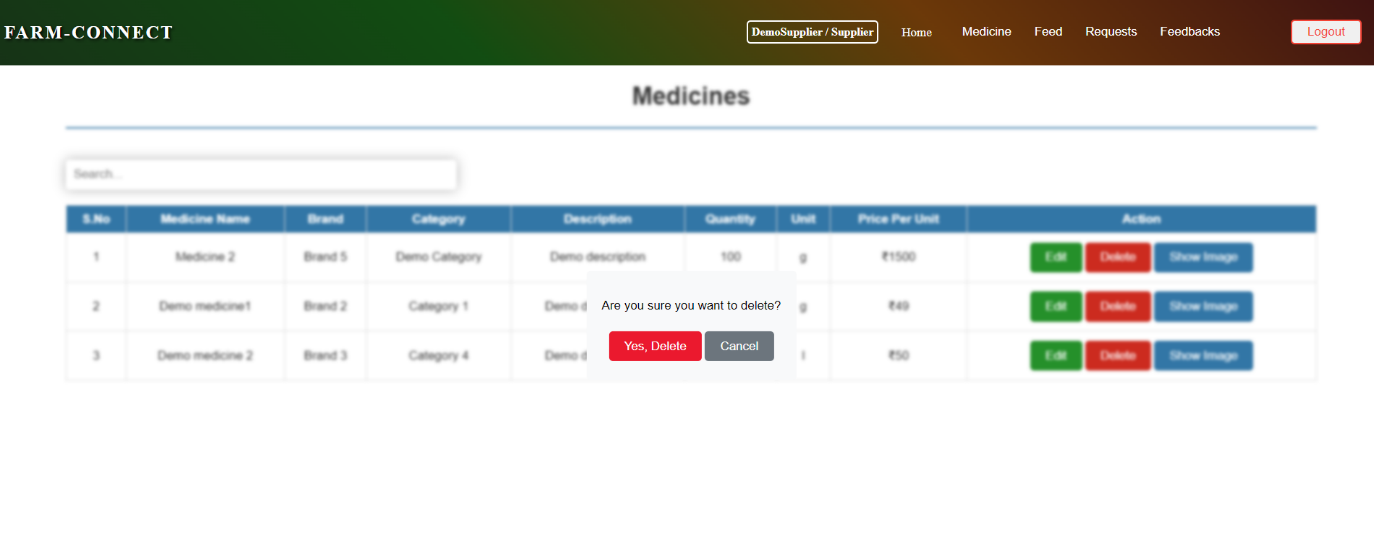 FARM-CONNECT
DemoSupplier / Supplier Home Medicine Feed Requests Feedbacks Logout
Medicines
Search...
S.No Medicine Name Brand Category Description Quantity Unit Price Per Unit Action
1 Medicine 2 Brand 5 Demo Category Demo description 100 g ₹1500 Edit Delete Show Image
2 Demo medicine1 Brand 2 Category 1 Demo d g ₹49 Edit Delete Show Image
3 Demo medicine 2 Brand 3 Category 4 Demo d l ₹50 Edit Delete Show Image
Are you sure you want to delete?
Yes, Delete Cancel